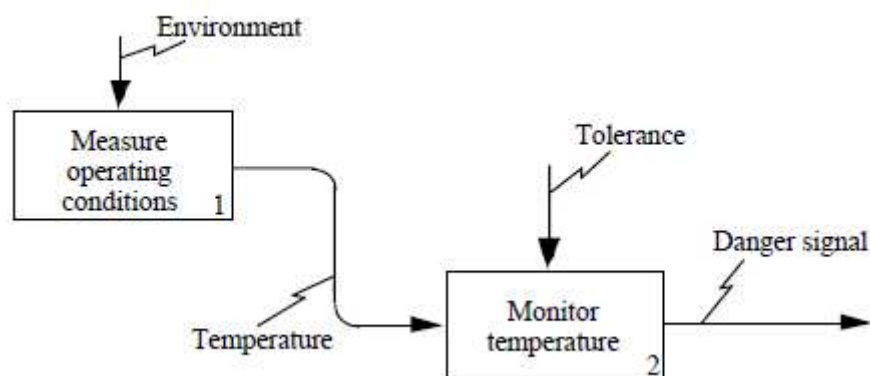 Environment
Measure
operating
conditions
1
Tolerance
Danger signal
Temperature
Monitor
temperature
2